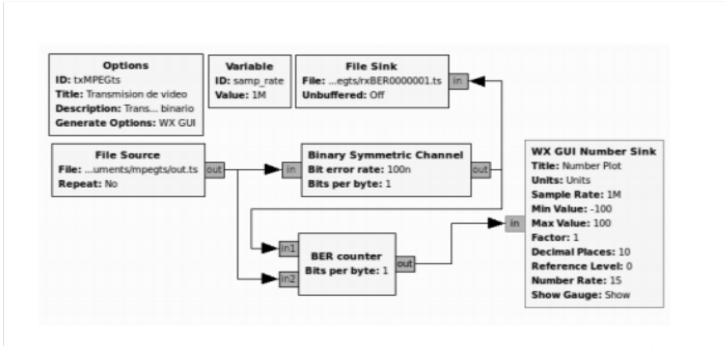 Options
ID: txMPEGts
Title: Transmision de video
Description: Trans... binario
Generate Options: WX GUI
Variable
ID: samp_rate
Value: 1M
File Sink
File: ...egts/rxBER0000001.ts
Unbuffered: Off
in
File Source
File: ...uments/mpegts/out.ts
Repeat: No
out
in
Binary Symmetric Channel
Bit error rate: 100n
Bits per byte: 1
out
in1
in2
BER counter
Bits per byte: 1
out
in
WX GUI Number Sink
Title: Number Plot
Units: Units
Sample Rate: 1M
Min Value: -100
Max Value: 100
Factor: 1
Decimal Places: 10
Reference Level: 0
Number Rate: 15
Show Gauge: Show